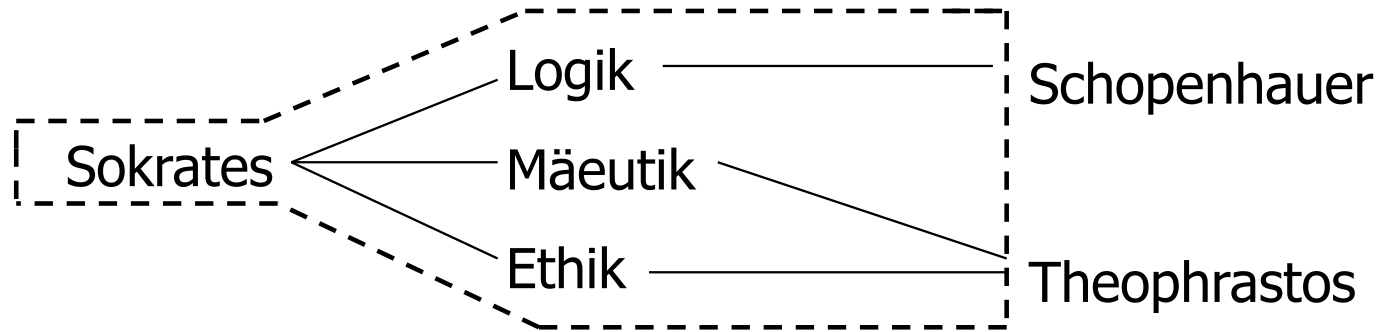 Logik
Schopenhauer
Sokrates
Mäeutik
Ethik
Theophrastos